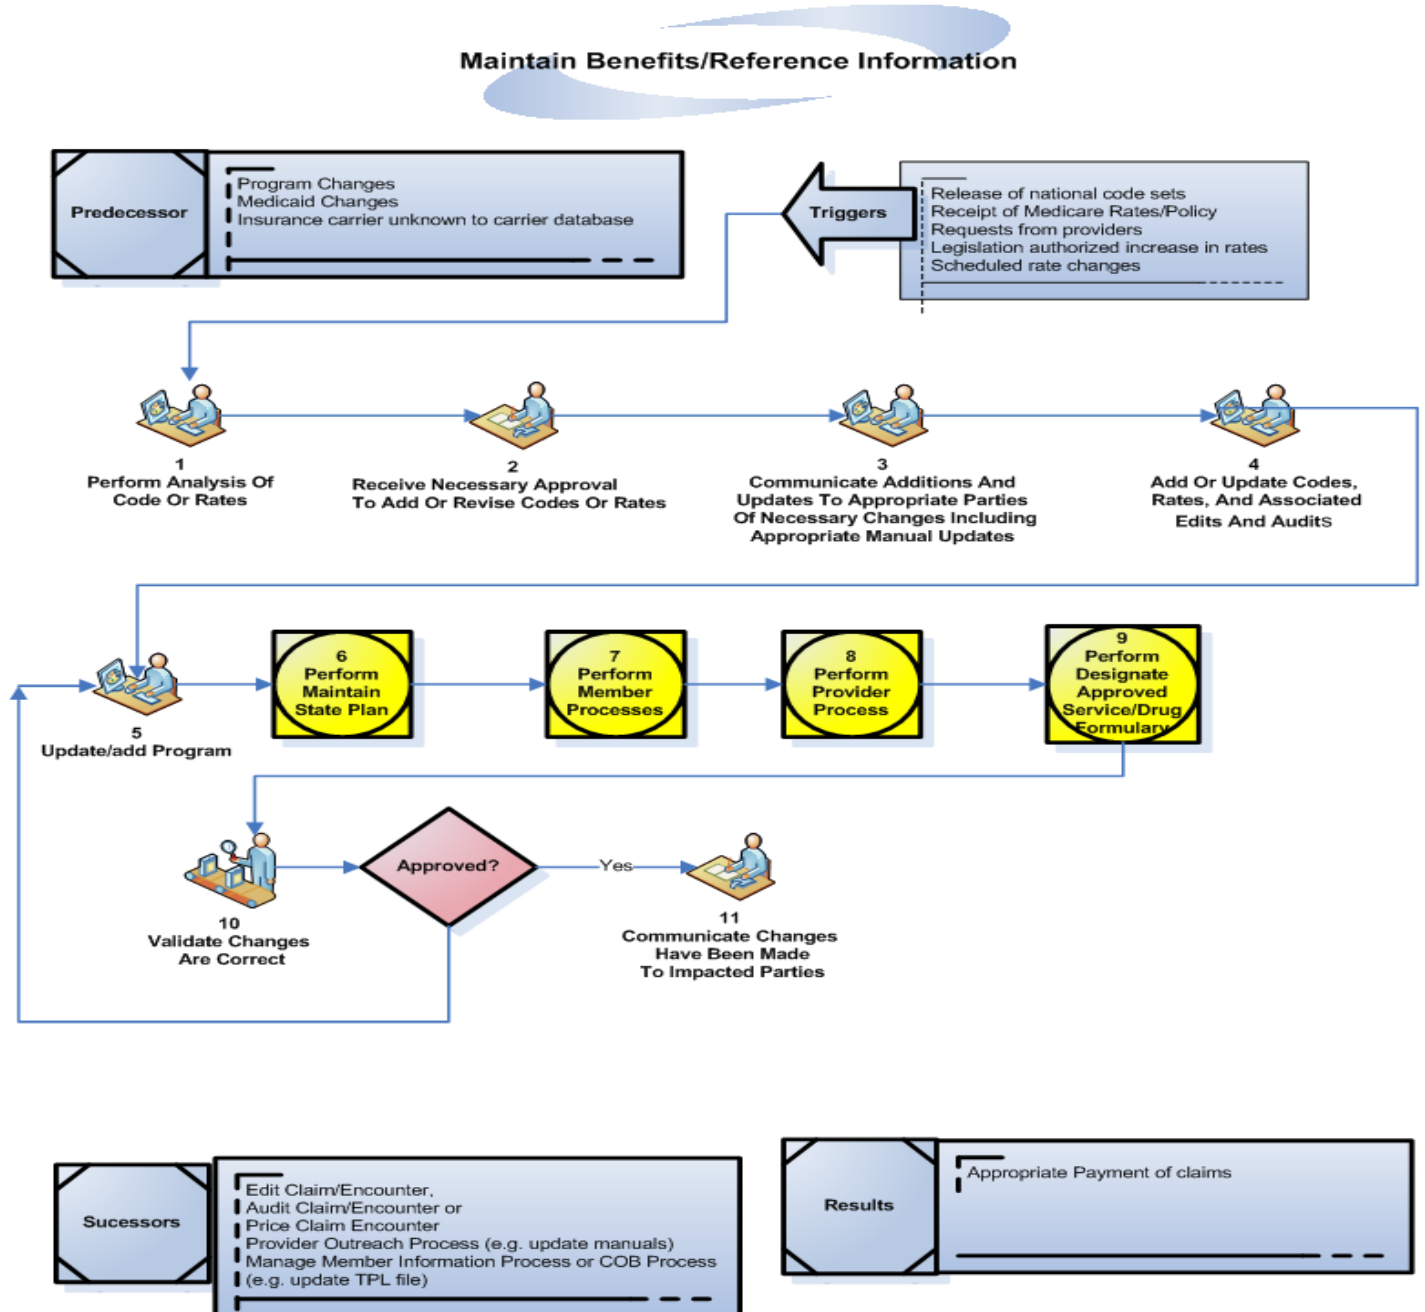 Maintain Benefits/Reference Information
Predecessor
Program Changes
Medicaid Changes
Insurance carrier unknown to carrier database
Triggers
Release of national code sets
Receipt of Medicare Rates/Policy
Requests from providers
Legislation authorized increase in rates
Scheduled rate changes
1
Perform Analysis Of
Code Or Rates
2
Receive Necessary Approval
To Add Or Revise Codes Or Rates
3
Communicate Additions And
Updates To Appropriate Parties
Of Necessary Changes Including
Appropriate Manual Updates
4
Add Or Update Codes,
Rates, And Associated
Edits And Audits
5
Update/add Program
6
Perform
Maintain
State Plan
7
Perform
Member
Processes
8
Perform
Provider
Process
9
Perform
Designate
Approved
Service/Drug
Formulary
10
Validate Changes
Are Correct
Approved?
Yes
11
Communicate Changes
Have Been Made
To Impacted Parties
Sucessors
Edit Claim/Encounter,
Audit Claim/Encounter or
Price Claim Encounter
Provider Outreach Process (e.g. update manuals)
Manage Member Information Process or COB Process
(e.g. update TPL file)
Results
Appropriate Payment of claims